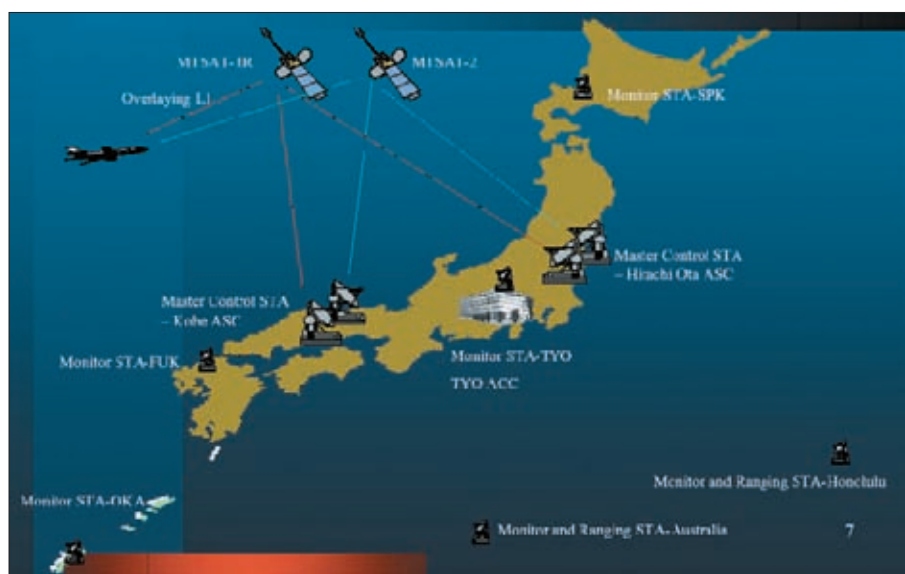 MTSAT-1R
MTSAT-2
Overlaying L1
Monitor STA-SPK
Master Control STA
– Hitachi Ota ASC
Master Control STA
– Kobe ASC
Monitor STA-FUK
Monitor STA-TYO
TYO ACC
Monitor and Ranging STA-Honolulu
Monitor STA-OKA
Monitor and Ranging STA-Australia
7